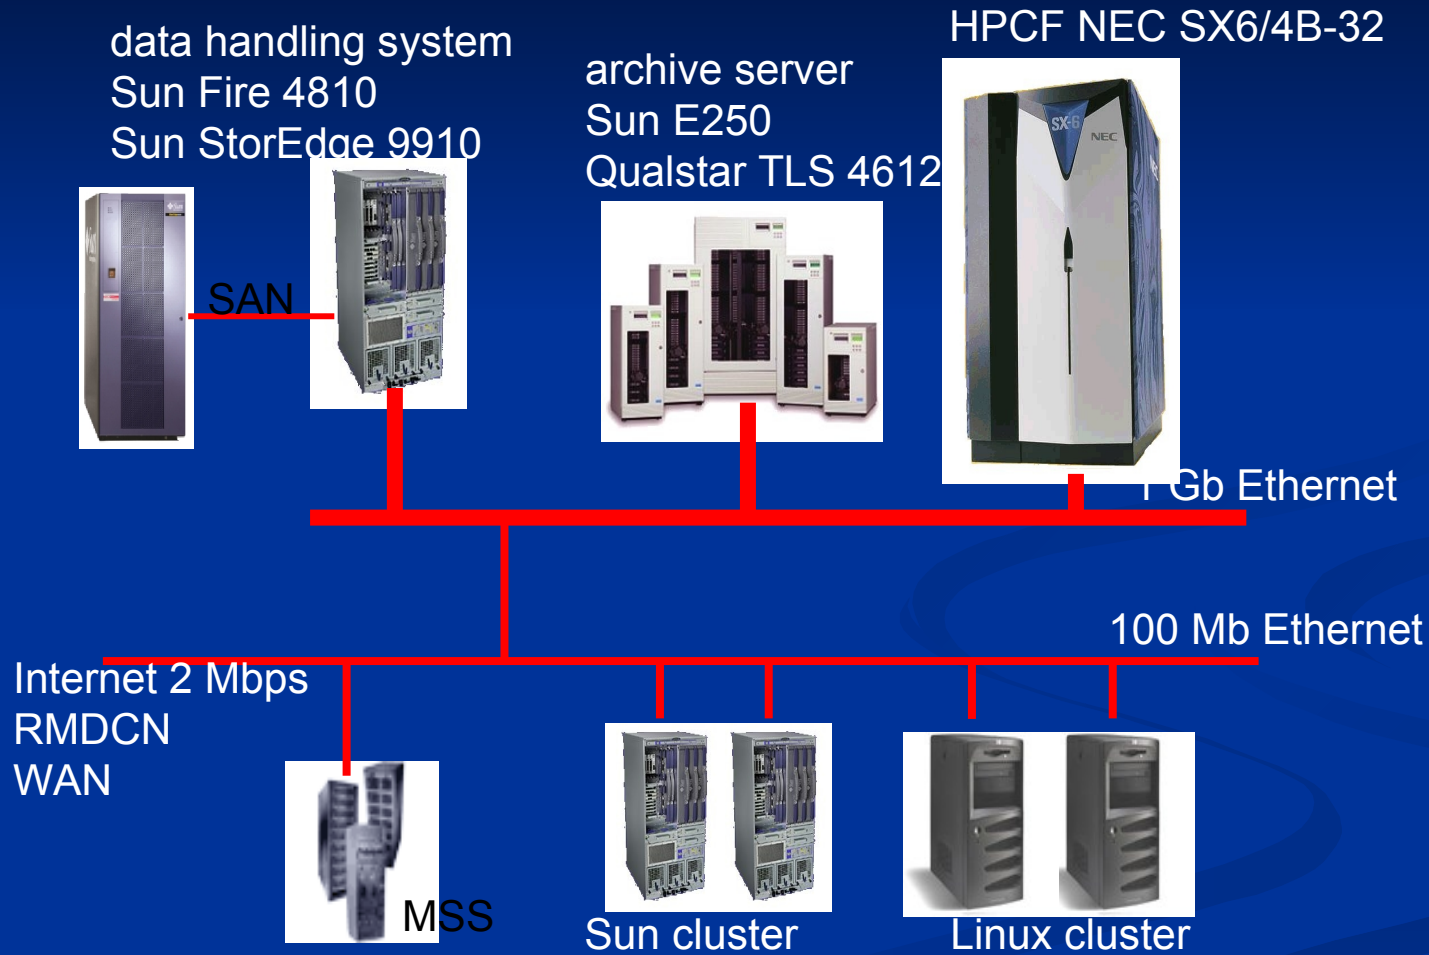 data handling system
Sun Fire 4810
Sun StorEdge 9910
archive server
Sun E250
Qualstar TLS 4612
HPCF NEC SX6/4B-32
SX-6
NEC
SAN
1 Gb Ethernet
100 Mb Ethernet
Internet 2 Mbps
RMDCN
WAN
MSS
Sun cluster
Linux cluster